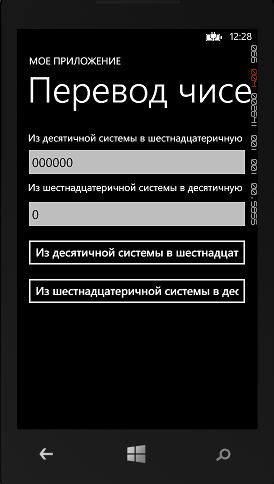 12:28
МОЕ ПРИЛОЖЕНИЕ
Перевод чисе
Из десятичной системы в шестнадцатеричную
000000
Из шестнадцатеричной системы в десятичную
0
Из десятичной системы в шестнадцат
Из шестнадцатеричной системы в дес